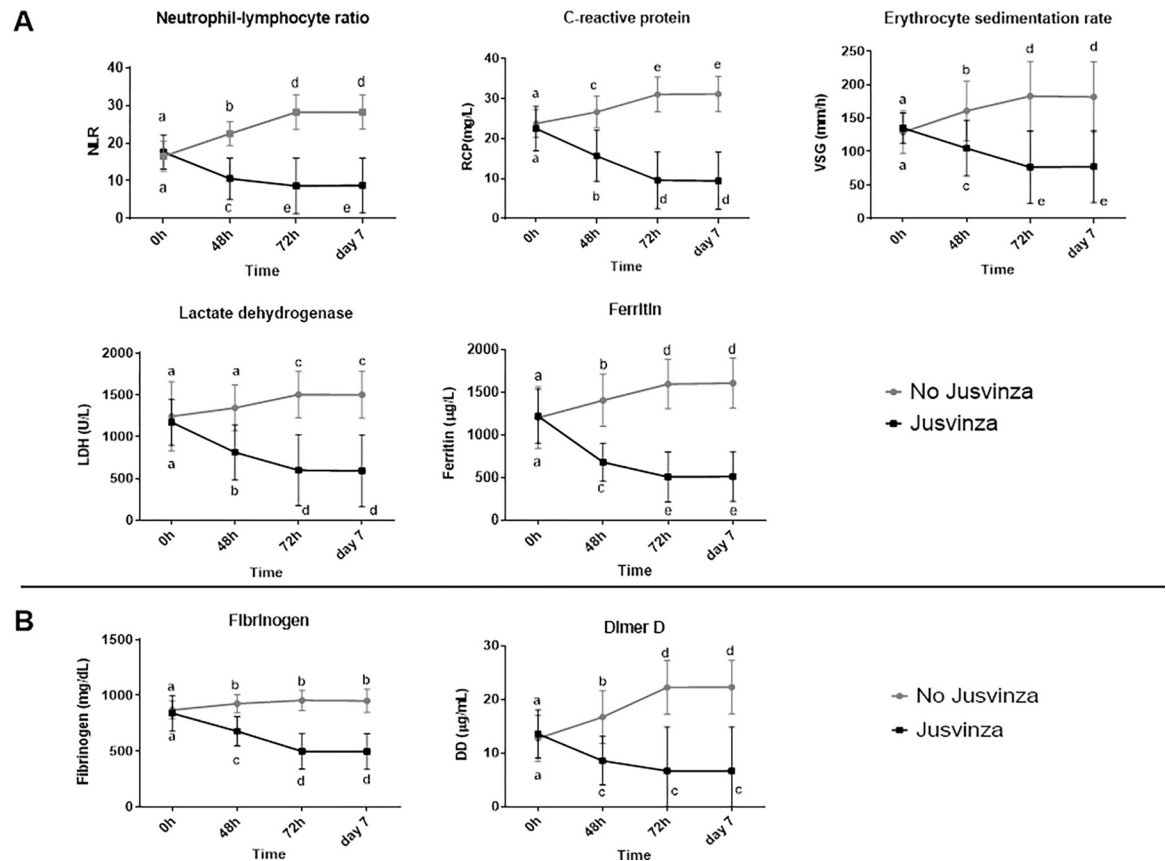 A
Neutrophil-lymphocyte ratio
NLR
40
30
20
10
0
a
b
d
d
a
c
e
e
0h
48h
72h
day 7
Time
C-reactive protein
RCP(mg/L)
40
30
20
10
0
a
c
e
e
a
b
d
d
0h
48h
72h
day 7
Time
Erythrocyte sedimentation rate
VSG (mm/h)
250
200
150
100
50
0
a
b
d
d
a
c
e
e
0h
48h
72h
day 7
Time
Lactate dehydrogenase
LDH (U/L)
2000
1500
1000
500
0
a
a
c
c
a
b
d
d
0h
48h
72h
day 7
Time
Ferritin
Ferritin (µg/L)
2000
1500
1000
500
0
a
b
d
d
a
c
e
e
0h
48h
72h
day 7
Time
No Jusvinza
Jusvinza
B
Fibrinogen
Fibrinogen (mg/dL)
1500
1000
500
0
a
b
b
b
a
c
d
d
0h
48h
72h
day 7
Time
Dimer D
DD (µg/mL)
30
20
10
0
a
b
d
d
a
c
c
c
0h
48h
72h
day 7
Time
No Jusvinza
Jusvinza